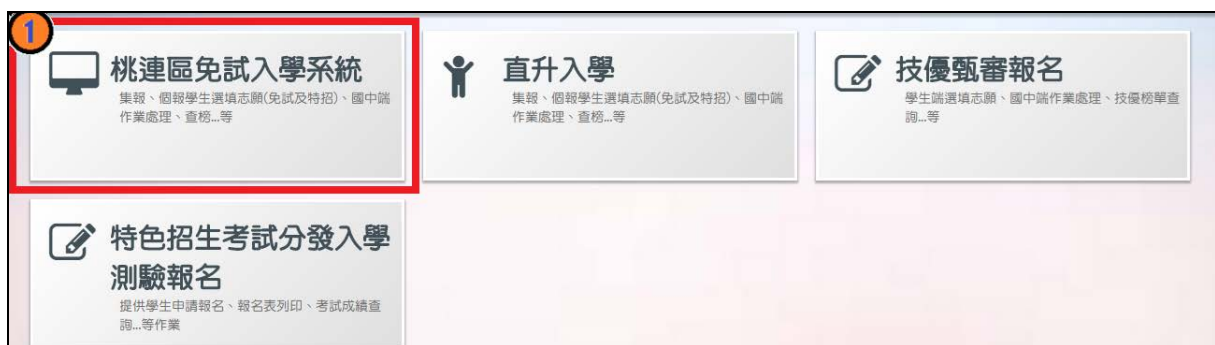 1
桃連區免試入學系統
集報、個報學生選填志願(免試及特招)、國中端
作業處理、查榜...等
直升入學
集報、個報學生選填志願(免試及特招)、國中端
作業處理、查榜...等
技優甄審報名
學生端選填志願、國中端作業處理、技優榜單查
詢...等
特色招生考試分發入學
測驗報名
提供學生申請報名、報名表列印、考試成績查
詢...等作業